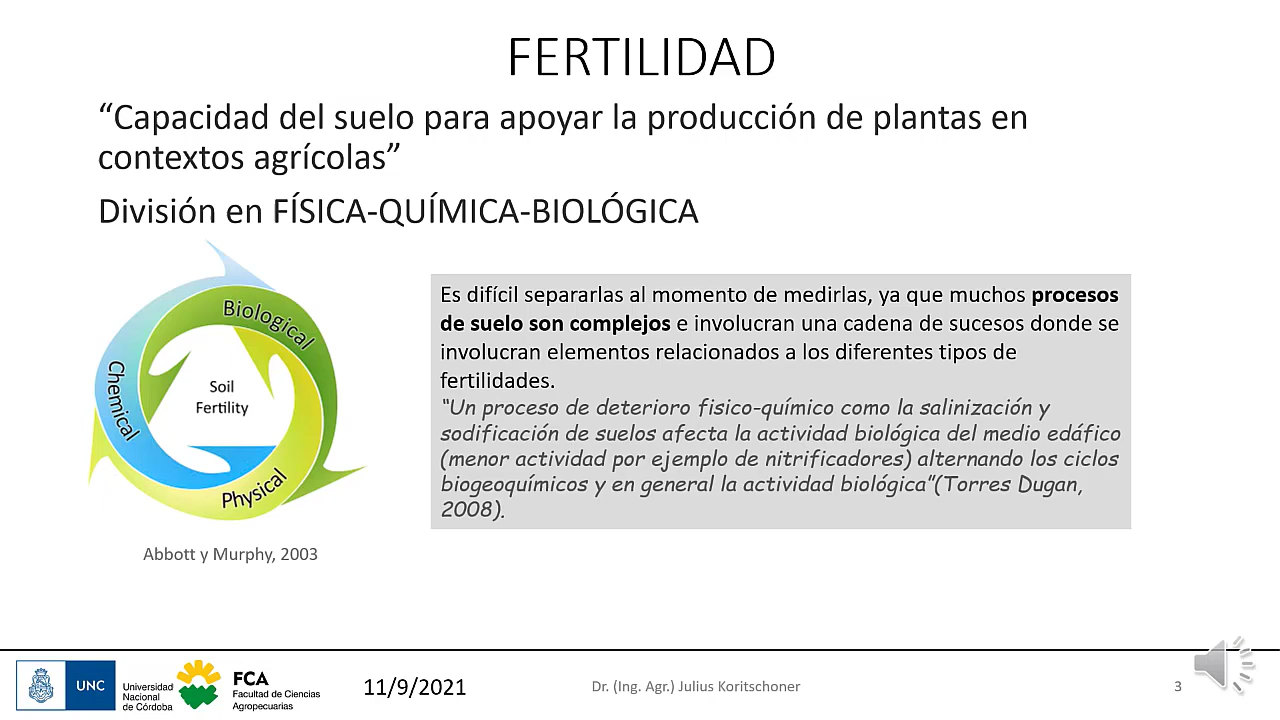 FERTILIDAD
“Capacidad del suelo para apoyar la producción de plantas en
contextos agrícolas”
División en FÍSICA-QUÍMICA-BIOLÓGICA
Biological
Chemical
Soil
Fertility
Physical
Abbott y Murphy, 2003
Es difícil separarlas al momento de medirlas, ya que muchos procesos
de suelo son complejos e involucran una cadena de sucesos donde se
involucran elementos relacionados a los diferentes tipos de
fertilidades.
“Un proceso de deterioro fisico-químico como la salinización y
sodificación de suelos afecta la actividad biológica del medio edáfico
(menor actividad por ejemplo de nitrificadores) alternando los ciclos
biogeoquímicos y en general la actividad biológica”(Torres Dugan,
2008).
UNC
Universidad
Nacional
de Córdoba
FCA
Facultad de Ciencias
Agropecuarias
11/9/2021
Dr. (Ing. Agr.) Julius Koritschoner
3